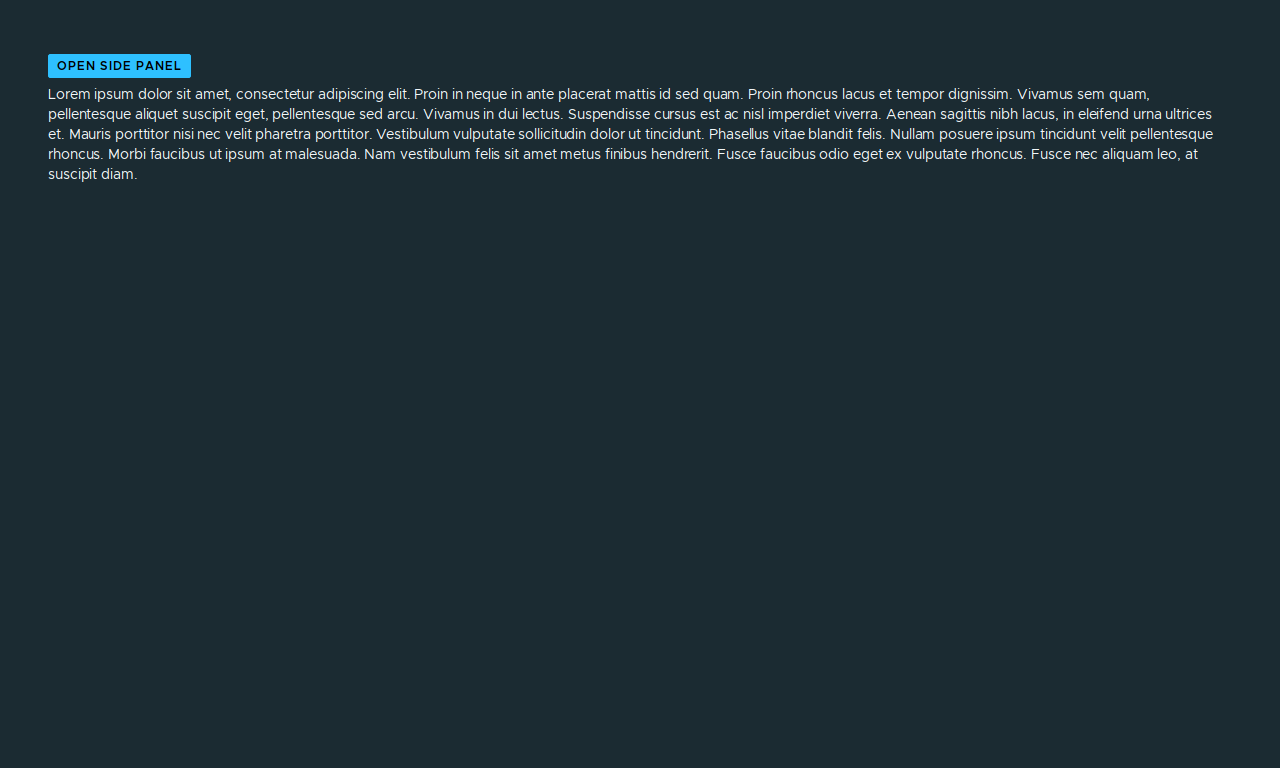 OPEN SIDE PANEL
Lorem ipsum dolor sit amet, consectetur adipiscing elit. Proin in neque in ante placerat mattis id sed quam. Proin rhoncus lacus et tempor dignissim. Vivamus sem quam,
pellentesque aliquet suscipit eget, pellentesque sed arcu. Vivamus in dui lectus. Suspendisse cursus est ac nisl imperdiet viverra. Aenean sagittis nibh lacus, in eleifend urna ultrices
et. Mauris porttitor nisi nec velit pharetra porttitor. Vestibulum vulputate sollicitudin dolor ut tincidunt. Phasellus vitae blandit felis. Nullam posuere ipsum tincidunt velit pellentesque
rhoncus. Morbi faucibus ut ipsum at malesuada. Nam vestibulum felis sit amet metus finibus hendrerit. Fusce faucibus odio eget ex vulputate rhoncus. Fusce nec aliquam leo, at
suscipit diam.